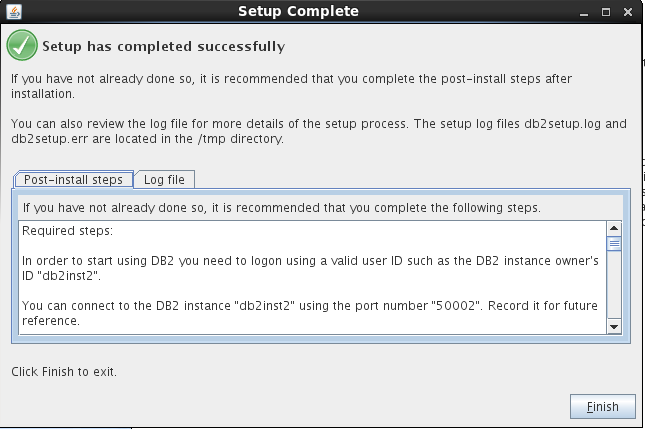 Setup Complete
Setup has completed successfully
If you have not already done so, it is recommended that you complete the post-install steps after
installation.
You can also review the log file for more details of the setup process. The setup log files db2setup.log and
db2setup.err are located in the /tmp directory.
Post-install steps
Log file
If you have not already done so, it is recommended that you complete the following steps.
Required steps:
In order to start using DB2 you need to logon using a valid user ID such as the DB2 instance owner's
ID "db2inst2".
You can connect to the DB2 instance "db2inst2" using the port number "50002". Record it for future
reference.
Click Finish to exit.
Finish